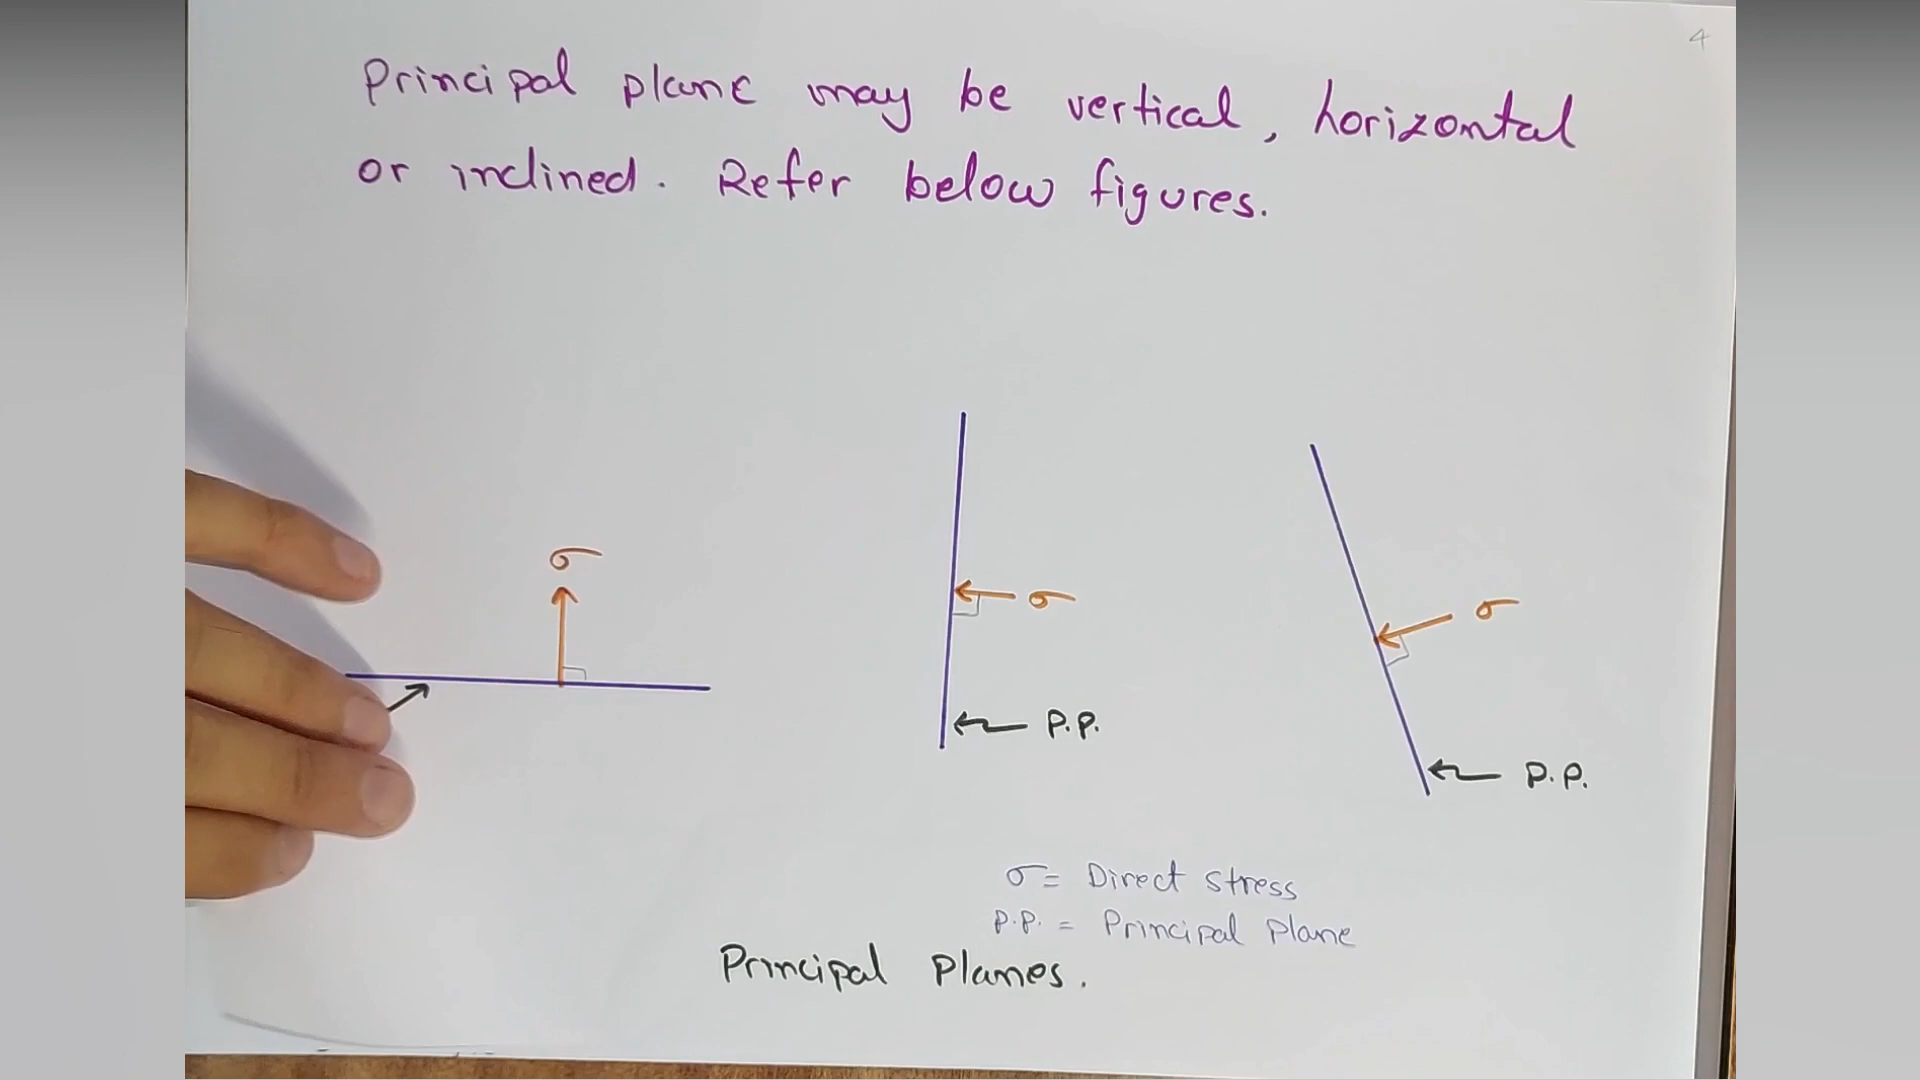 4
Principal plane may be vertical, horizontal
or inclined. Refer below figures.
σ
σ
σ
P.P.
P.P.
σ = Direct stress
P.P. = Principal Plane
Principal Planes.